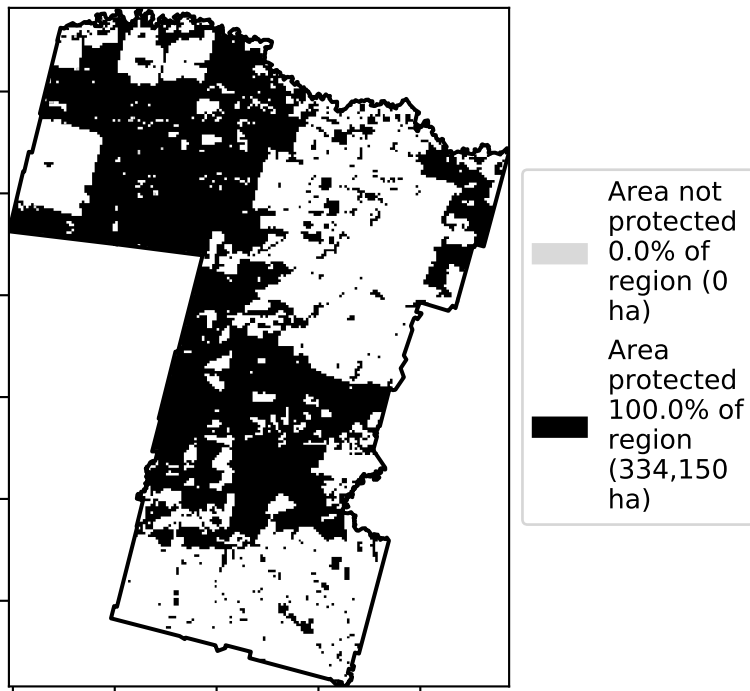 Area not
protected
0.0% of
region (0
ha)
Area
protected
100.0% of
region
(334,150
ha)